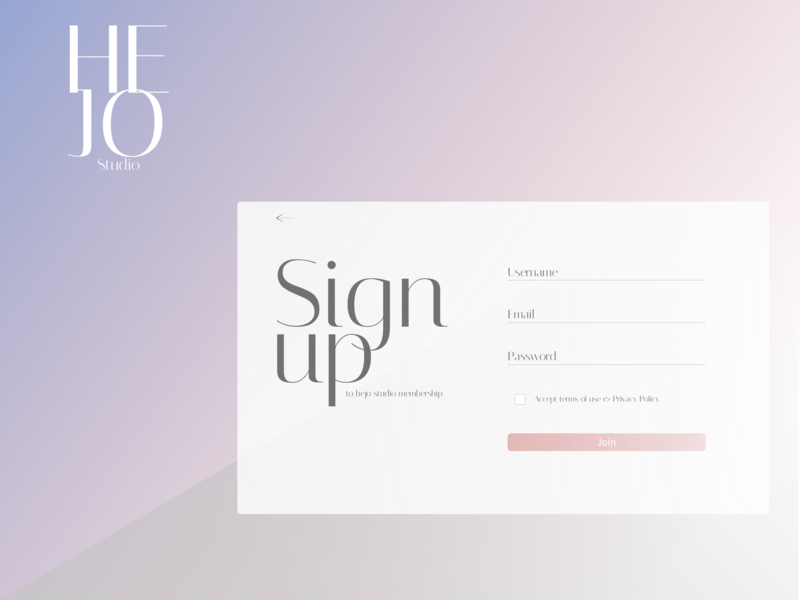 HE
JO
Studio
Sign
up
to hejo studio membership
Username
Email
Password
Accept terms of use & Privacy Policy
Join